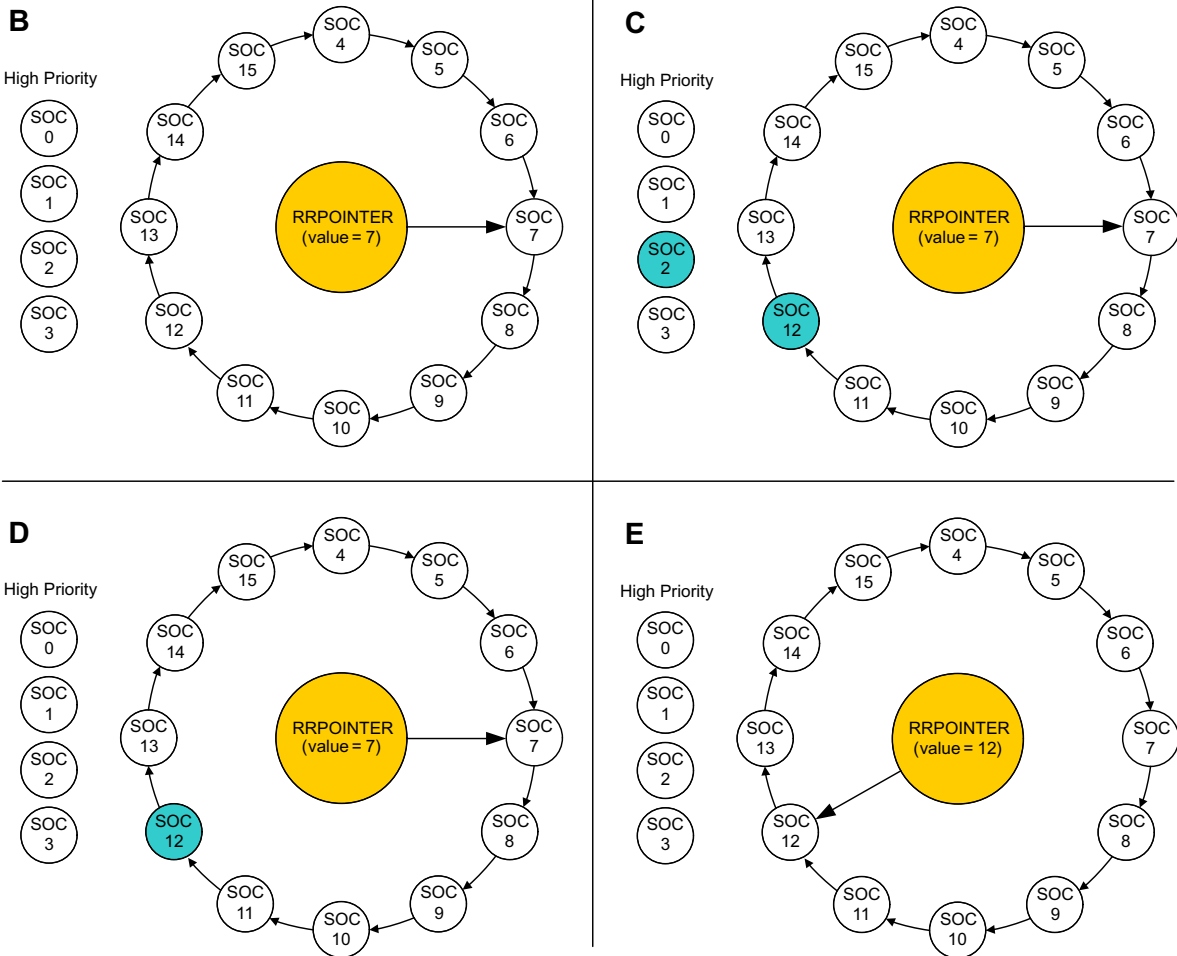 B
High Priority
SOC
0
SOC
1
SOC
2
SOC
3
SOC
4
SOC
5
SOC
6
SOC
7
SOC
8
SOC
9
SOC
10
SOC
11
SOC
12
SOC
13
SOC
14
SOC
15
RRPOINTER
(value = 7)
C
High Priority
SOC
0
SOC
1
SOC
2
SOC
3
SOC
4
SOC
5
SOC
6
SOC
7
SOC
8
SOC
9
SOC
10
SOC
11
SOC
12
SOC
13
SOC
14
SOC
15
RRPOINTER
(value = 7)
D
High Priority
SOC
0
SOC
1
SOC
2
SOC
3
SOC
4
SOC
5
SOC
6
SOC
7
SOC
8
SOC
9
SOC
10
SOC
11
SOC
12
SOC
13
SOC
14
SOC
15
RRPOINTER
(value = 7)
E
High Priority
SOC
0
SOC
1
SOC
2
SOC
3
SOC
4
SOC
5
SOC
6
SOC
7
SOC
8
SOC
9
SOC
10
SOC
11
SOC
12
SOC
13
SOC
14
SOC
15
RRPOINTER
(value = 12)